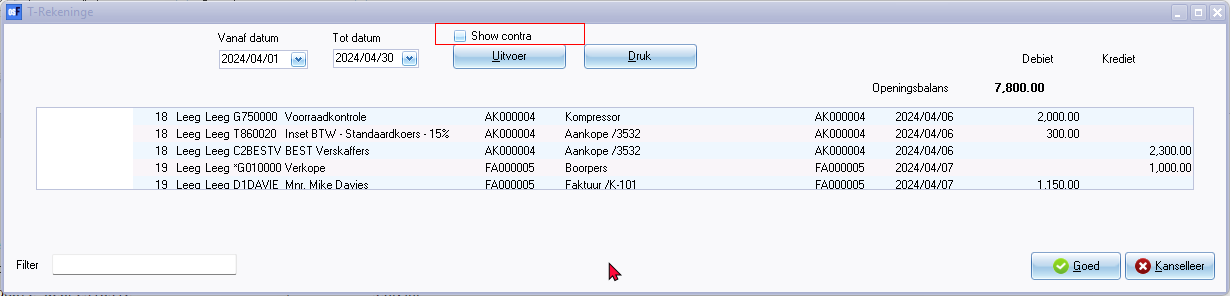 T-Rekeninge
Vanaf datum Tot datum Show contra
2024/04/01 2024/04/30 Uitvoer Druk Debiet Krediet
Openingsbalans 7,800.00
18 Leeg Leeg G750000 Voorraadkontrole AK000004 Kompressor AK000004 2024/04/06 2,000.00
18 Leeg Leeg T860020 Inset BTW - Standaardkoers - 15% AK000004 Aankope /3532 AK000004 2024/04/06 300.00
18 Leeg Leeg C2BESTV BEST Verskaffers AK000004 Aankope /3532 AK000004 2024/04/06 2,300.00
19 Leeg Leeg *G010000 Verkope FA000005 Boorpers FA000005 2024/04/07 1,000.00
19 Leeg Leeg D1DAVIE Mnr. Mike Davies FA000005 Faktuur /K-101 FA000005 2024/04/07 1,150.00
Filter Goed Kanselleer